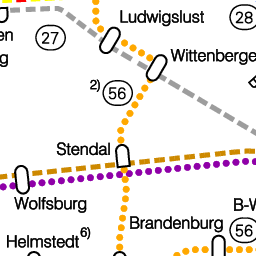 Ludwigslust
28
27
en
g
Wittenberge
2) 56
Stendal
Wolfsburg
B-W
Brandenburg
56
Helmstedt 6)